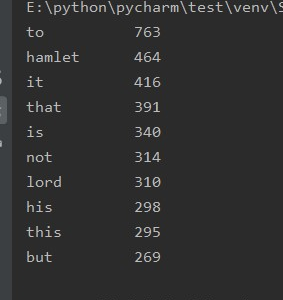 E:\python\pycharm\test\venv\S
to 763
hamlet 464
it 416
that 391
is 340
not 314
lord 310
his 298
this 295
but 269